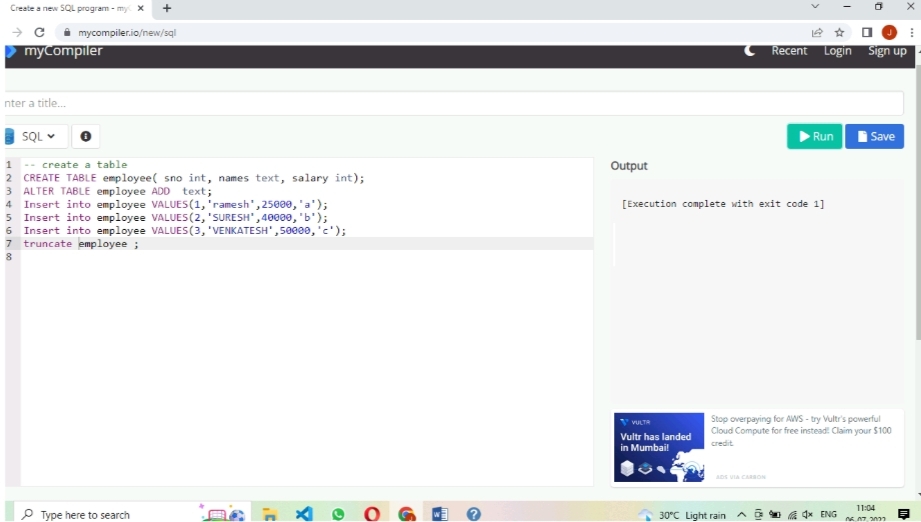 Create a new SQL program - my
mycompiler.io/new/sql
myCompiler
Recent Login Sign up
nter a title...
SQL
Run Save
1 -- create a table
2 CREATE TABLE employee( sno int, names text, salary int);
3 ALTER TABLE employee ADD text;
4 Insert into employee VALUES(1,'ramesh',25000,'a');
5 Insert into employee VALUES(2,'SURESH',40000,'b');
6 Insert into employee VALUES(3,'VENKATESH',50000,'c');
7 truncate employee ;
8
Output
[Execution complete with exit code 1]
VULTR
Vultr has landed
in Mumbai!
Stop overpaying for AWS - try Vultr's powerful
Cloud Compute for free instead! Claim your $100
credit.
ADS VIA CARBON
Type here to search
30°C Light rain
ENG
11:04
06-07-2022